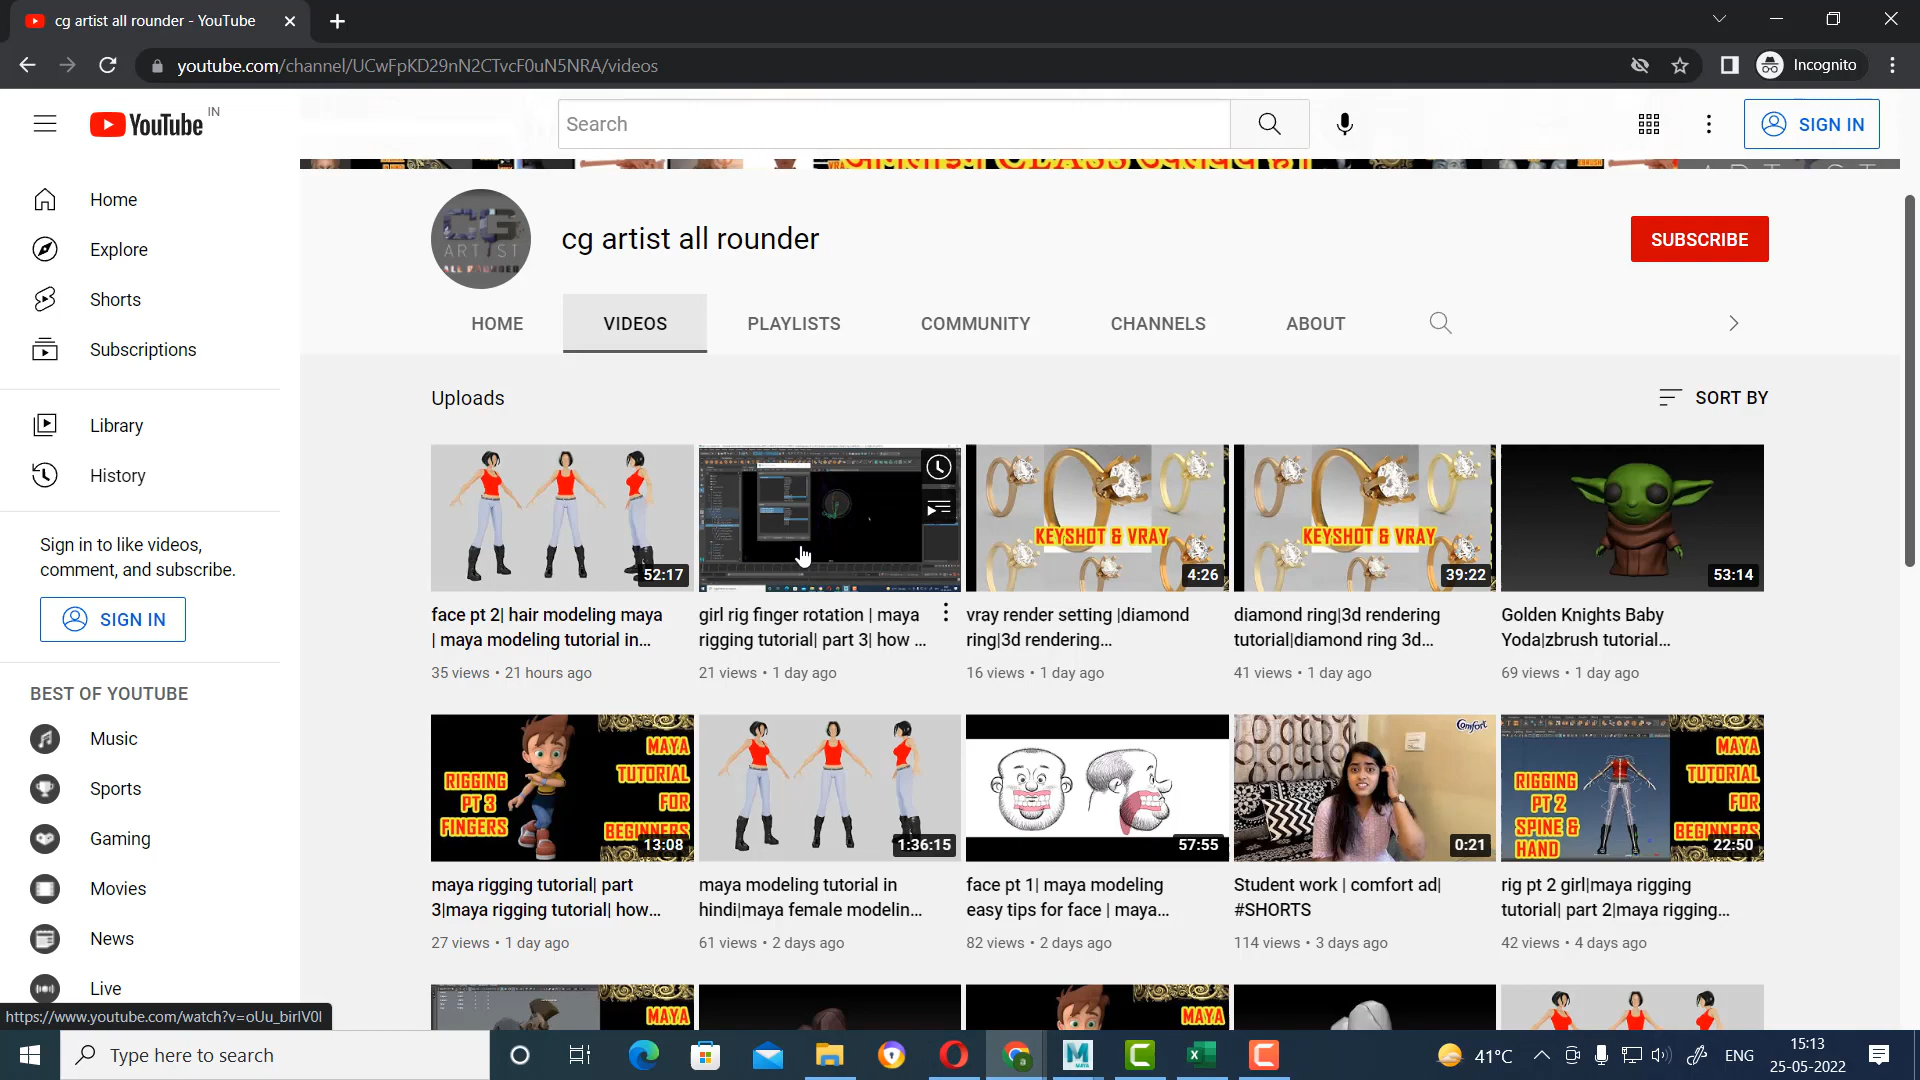 cg artist all rounder - YouTube
youtube.com/channel/UCwFpKD29nN2CTvcF0uN5NRA/videos
Incognito
YouTube IN
Search
SIGN IN
Home
Explore
Shorts
Subscriptions
Library
History
Sign in to like videos,
comment, and subscribe.
SIGN IN
BEST OF YOUTUBE
Music
Sports
Gaming
Movies
News
Live
https://www.youtube.com/watch?v=oUu_birlV0I
CG
ARTIST
ALL ROUNDER
cg artist all rounder
SUBSCRIBE
HOME
VIDEOS
PLAYLISTS
COMMUNITY
CHANNELS
ABOUT
Uploads
SORT BY
52:17
face pt 2| hair modeling maya
| maya modeling tutorial in...
35 views • 21 hours ago
girl rig finger rotation | maya
rigging tutorial| part 3| how ...
21 views • 1 day ago
KEYSHOT & VRAY
4:26
vray render setting |diamond
ring|3d rendering...
16 views • 1 day ago
KEYSHOT & VRAY
39:22
diamond ring|3d rendering
tutorial|diamond ring 3d...
41 views • 1 day ago
53:14
Golden Knights Baby
Yoda|zbrush tutorial...
69 views • 1 day ago
RIGGING
PT 3
FINGERS
MAYA
TUTORIAL
FOR
BEGINNERS
13:08
maya rigging tutorial| part
3|maya rigging tutorial| how...
27 views • 1 day ago
1:36:15
maya modeling tutorial in
hindi|maya female modelin...
61 views • 2 days ago
57:55
face pt 1| maya modeling
easy tips for face | maya...
82 views • 2 days ago
Comfort
0:21
Student work | comfort ad|
#SHORTS
114 views • 3 days ago
RIGGING
PT 2
SPINE &
HAND
MAYA
TUTORIAL
FOR
BEGINNERS
22:50
rig pt 2 girl|maya rigging
tutorial| part 2|maya rigging...
42 views • 4 days ago
MAYA
MAYA
Type here to search
41°C
ENG
15:13
25-05-2022